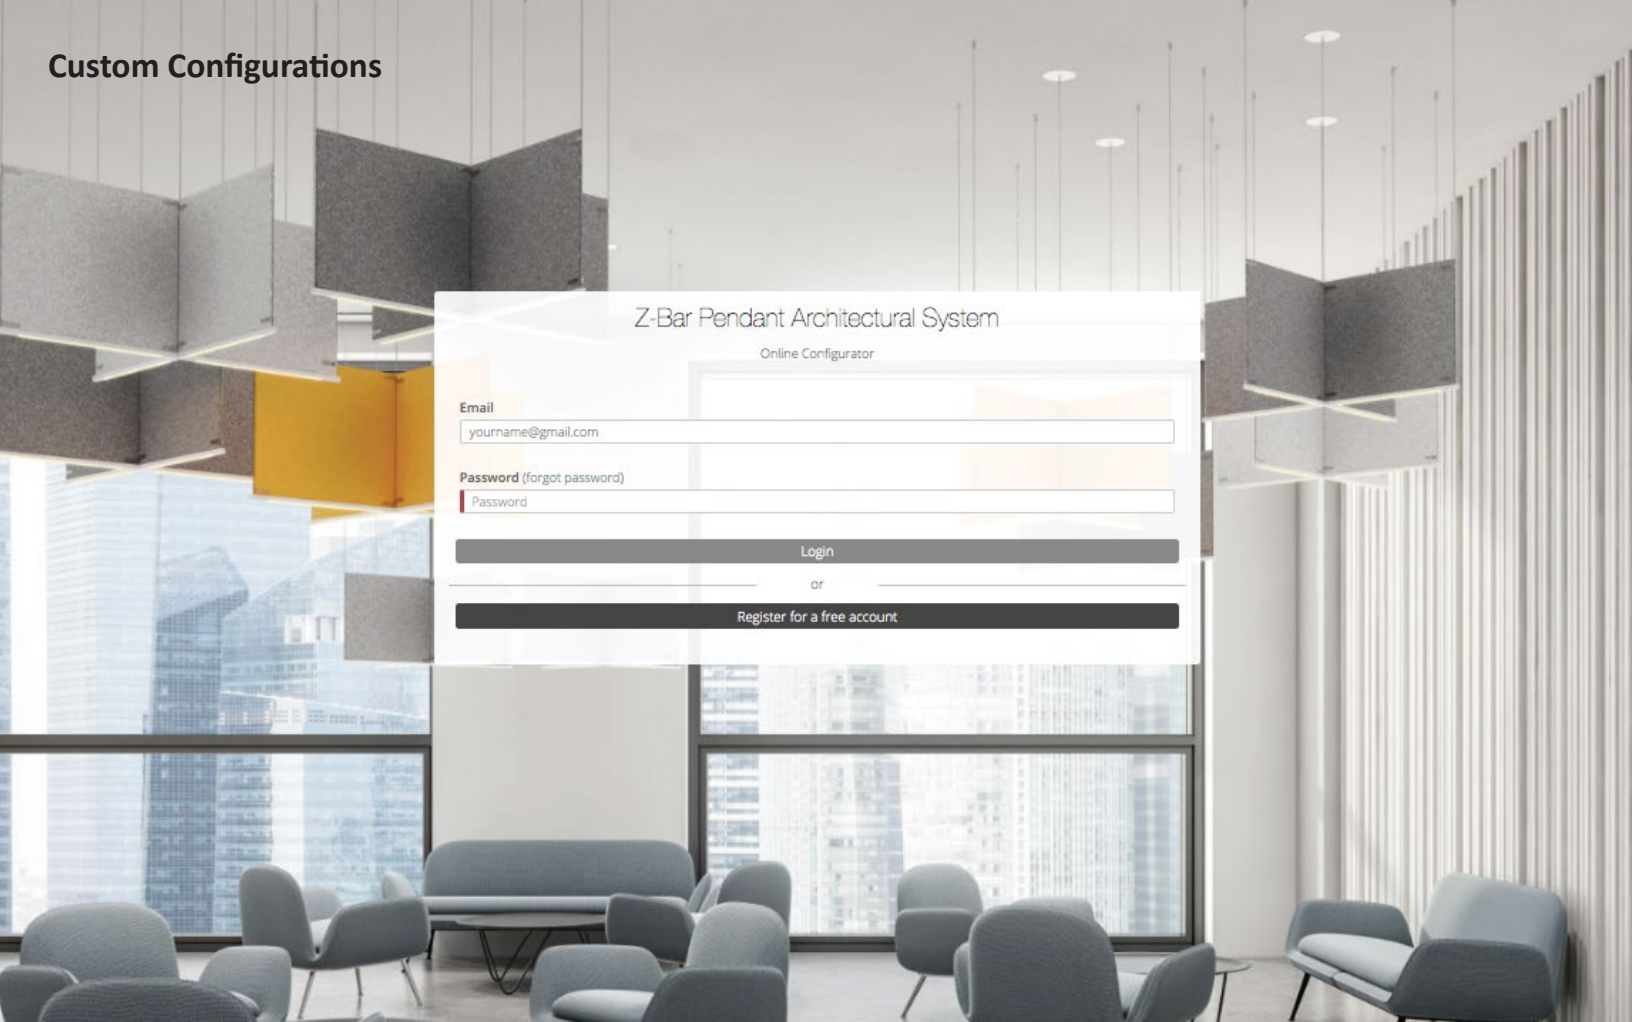 Custom Configurations
Z-Bar Pendant Architectural System
Online Configurator
Email
yourname@gmail.com
Password (forgot password)
Password
Login
or
Register for a free account